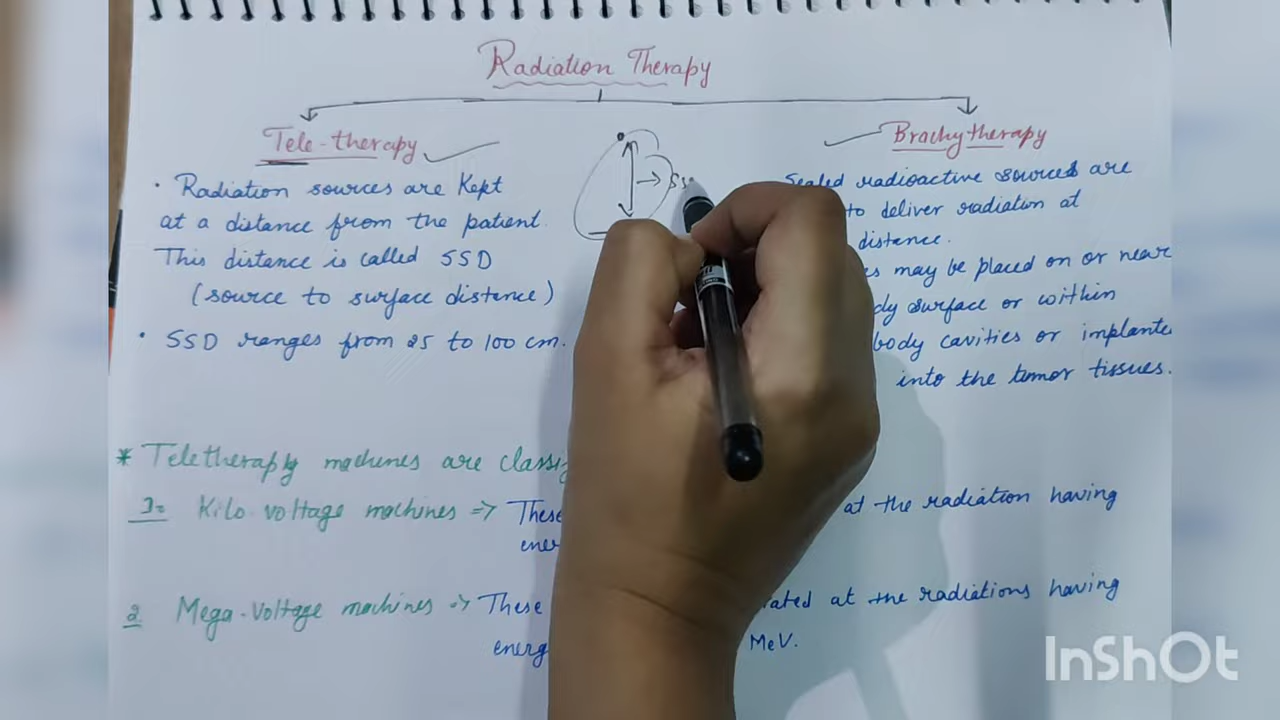 Radiation Therapy
Tele-therapy
• Radiation sources are Kept
at a distance from the patient.
This distance is called SSD
(source to surface distance)
• SSD ranges from 25 to 100 cm.
Brachytherapy
Sealed radioactive sources are
to deliver radiation at
distance.
may be placed on or near
surface or within
body cavities or
into the tumor tissues.
* Teletheraply machines are
1:- Kilo voltage machines => These at the radiation having
2 Mega-voltage machines => These at the radiations having
MeV.
InShOt